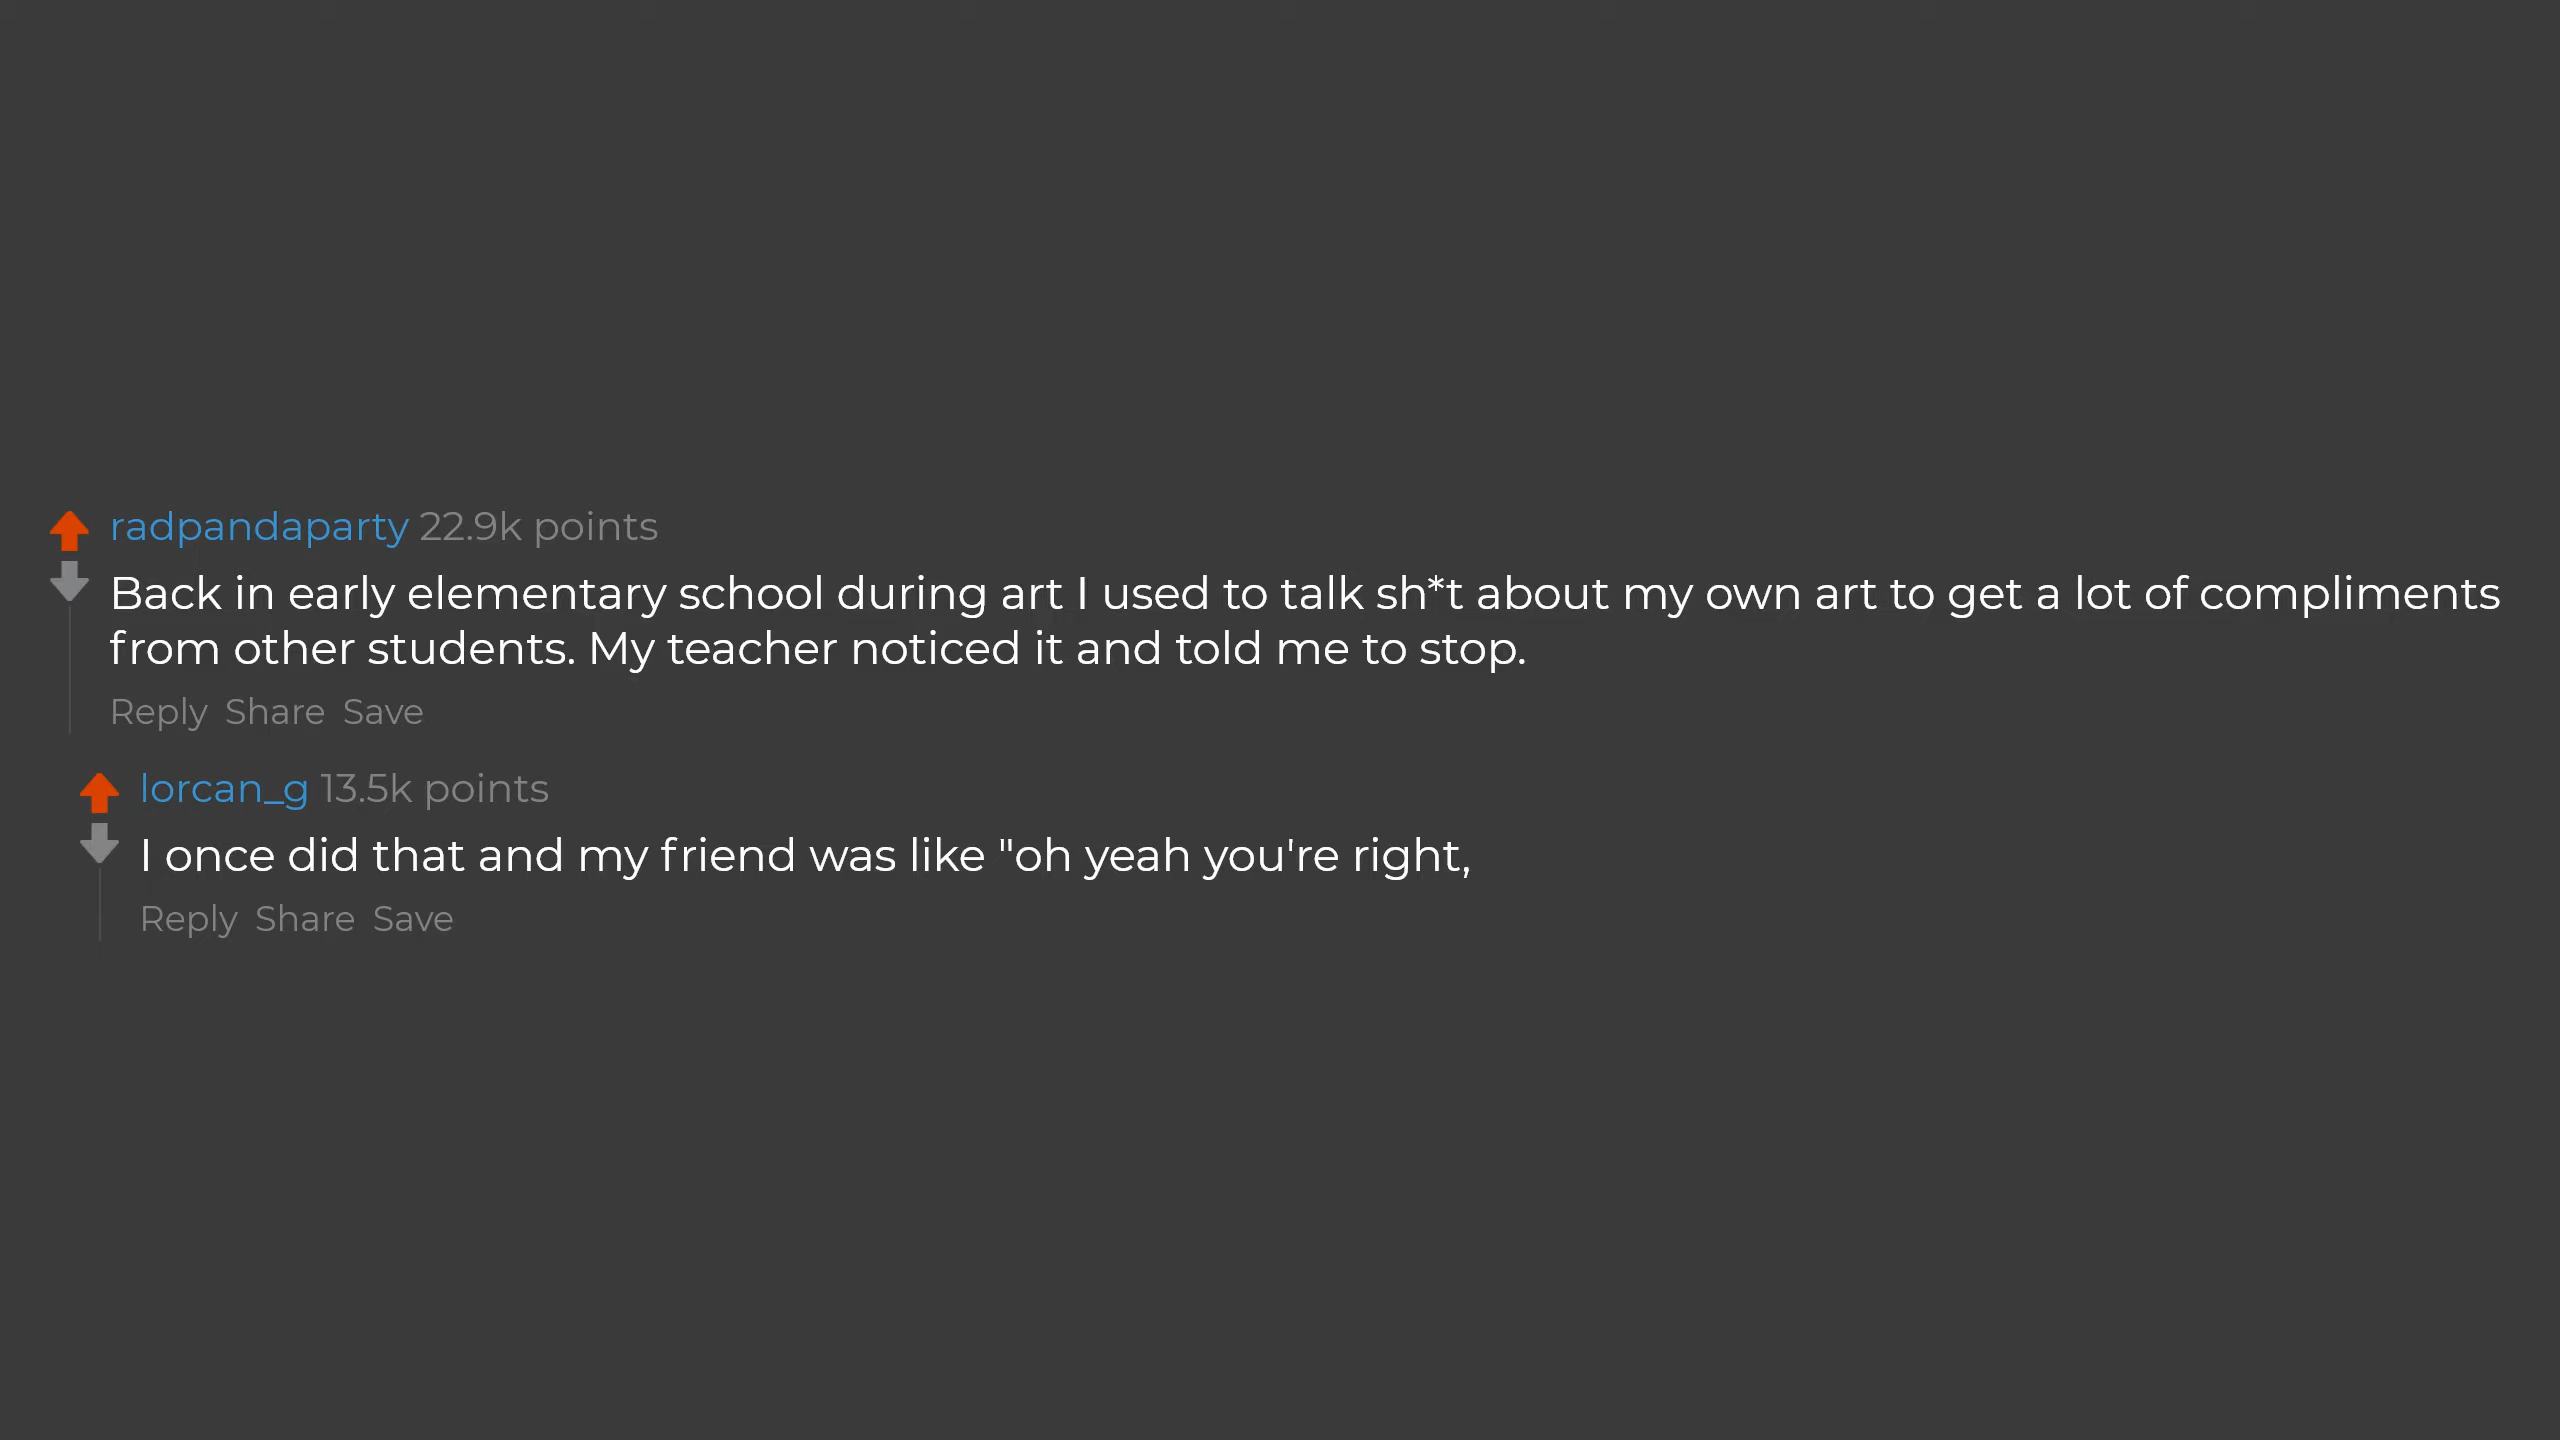 radpandaparty 22.9k points
Back in early elementary school during art I used to talk sh*t about my own art to get a lot of compliments
from other students. My teacher noticed it and told me to stop.
Reply Share Save
lorcan_g 13.5k points
I once did that and my friend was like "oh yeah you're right,
Reply Share Save